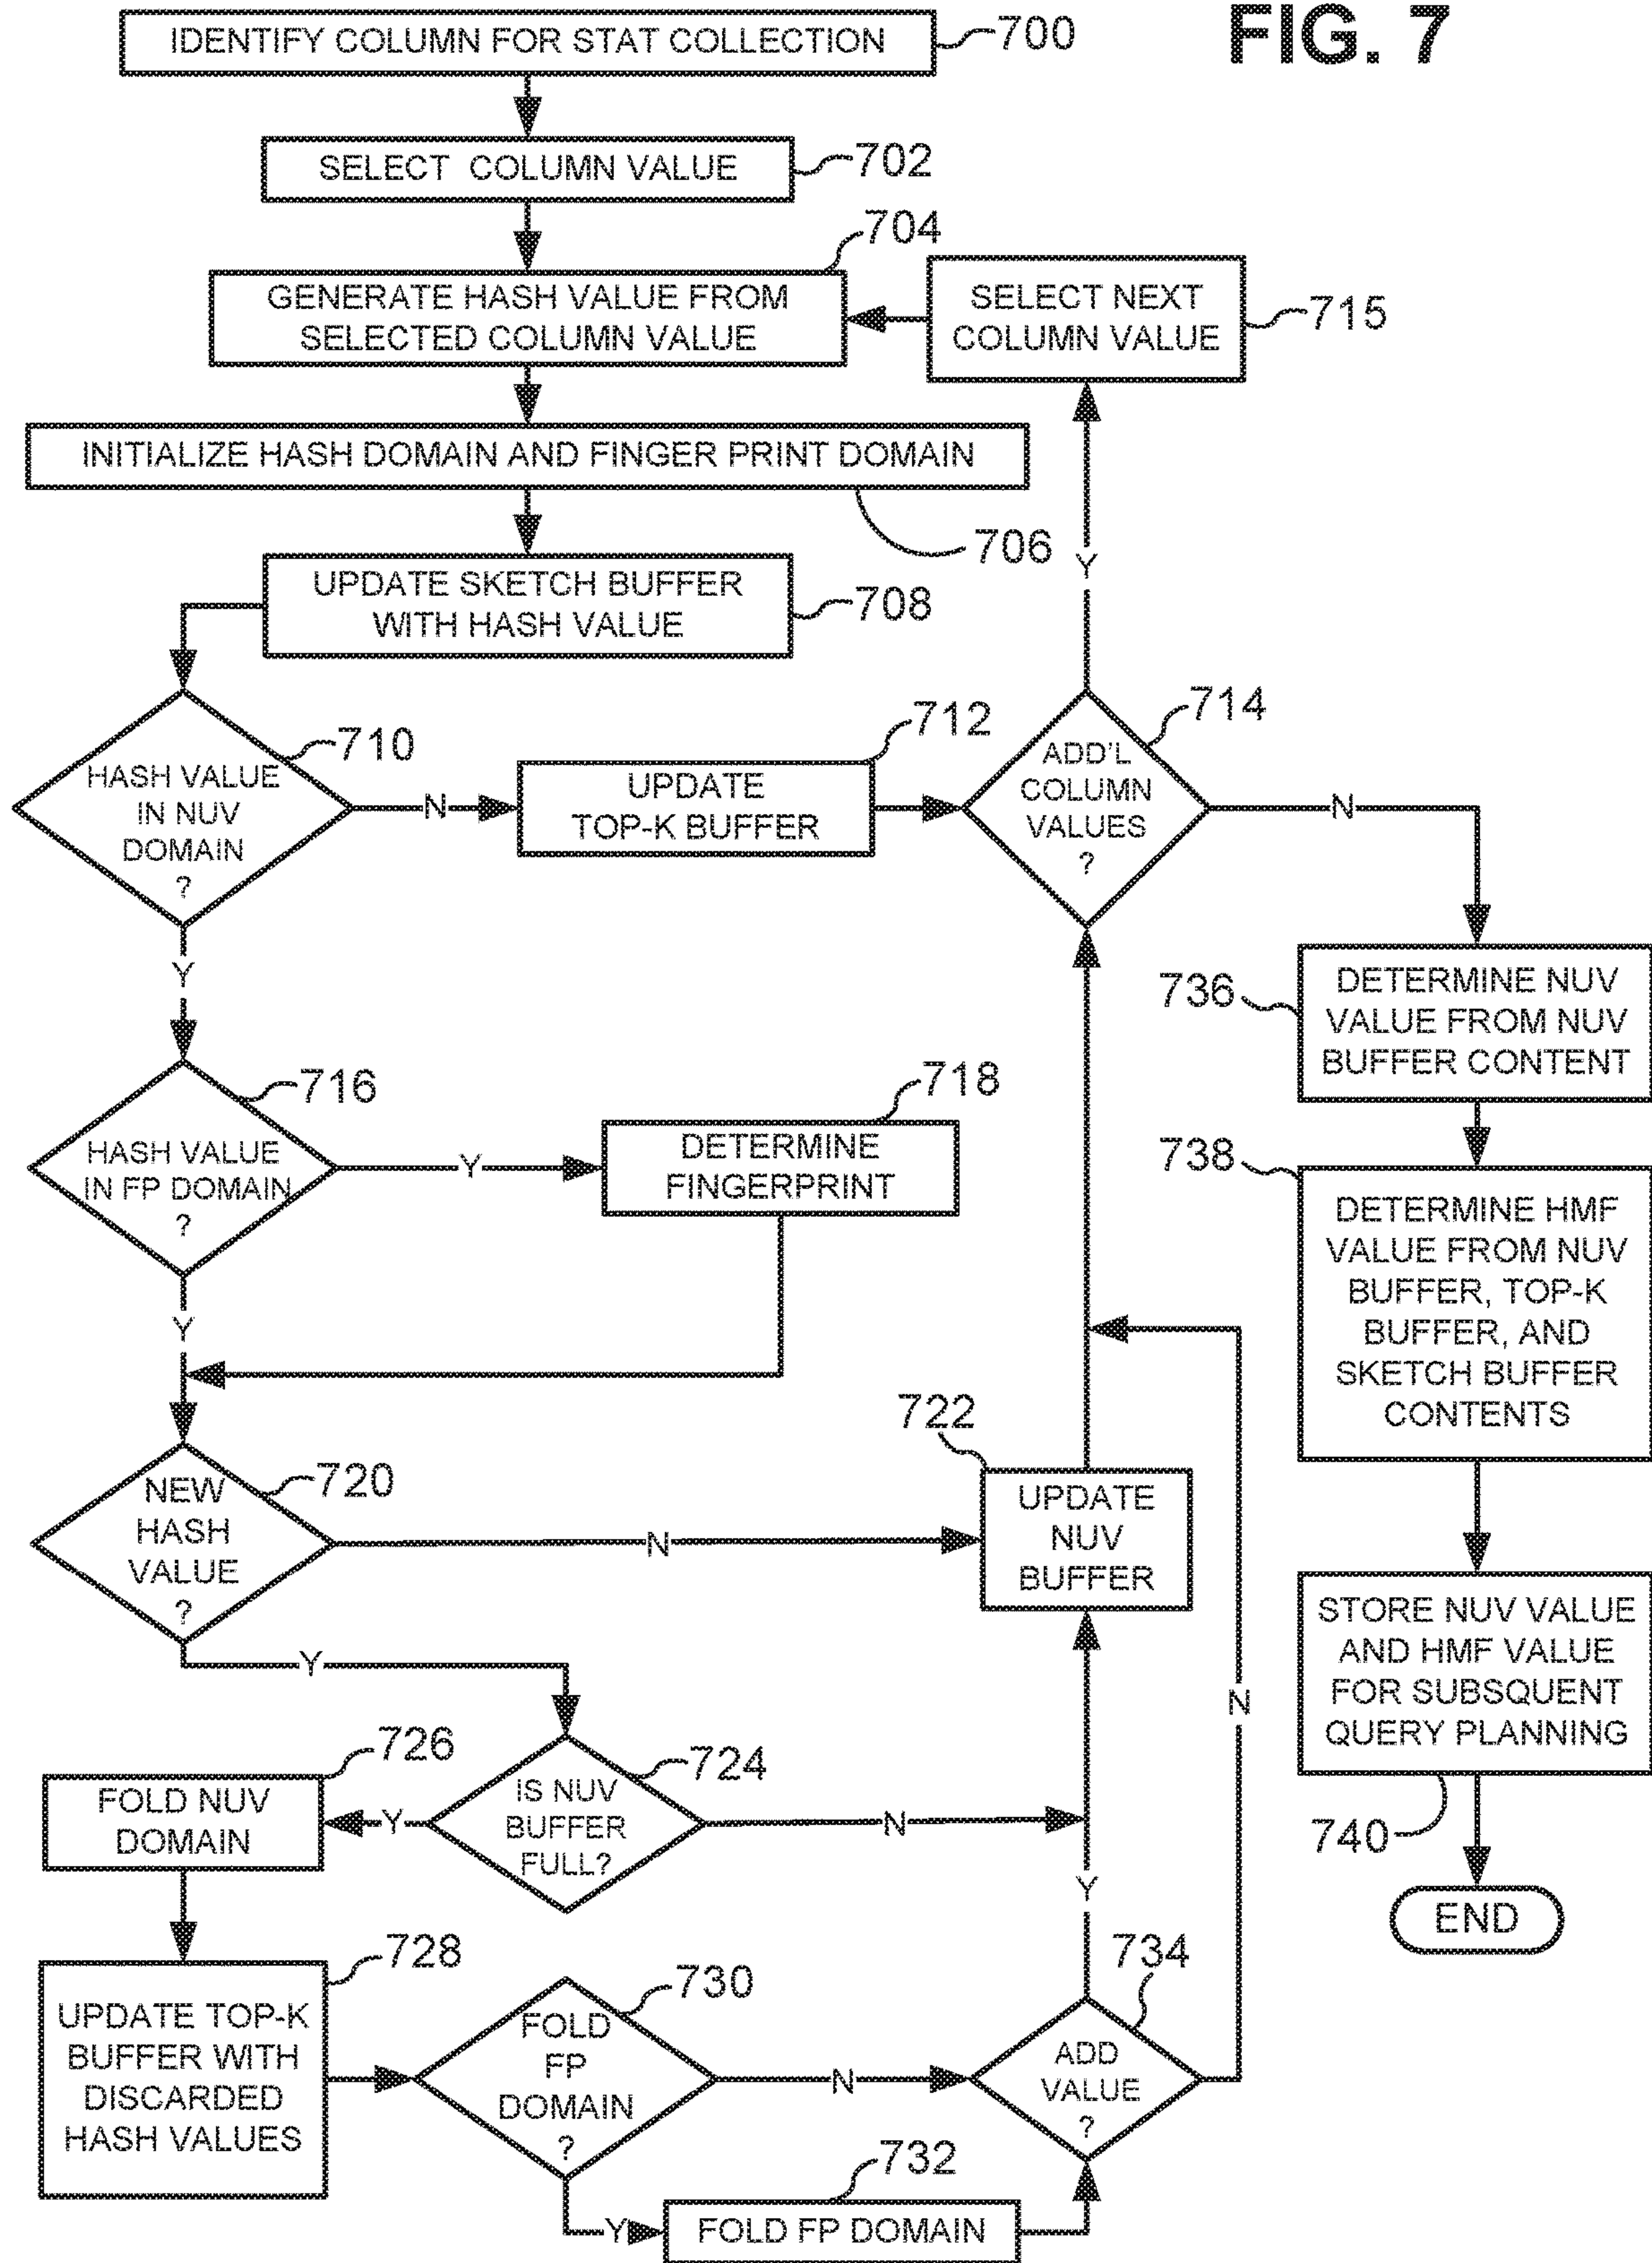 FIG. 7
IDENTIFY COLUMN FOR STAT COLLECTION
700
SELECT COLUMN VALUE
702
704
GENERATE HASH VALUE FROM
SELECTED COLUMN VALUE
SELECT NEXT
COLUMN VALUE
715
INITIALIZE HASH DOMAIN AND FINGER PRINT DOMAIN
706
UPDATE SKETCH BUFFER
WITH HASH VALUE
708
Y
710
HASH VALUE
IN NUV
DOMAIN
?
N
712
UPDATE
TOP-K BUFFER
714
ADD'L
COLUMN
VALUES
?
N
Y
736
DETERMINE NUV
VALUE FROM NUV
BUFFER CONTENT
716
HASH VALUE
IN FP DOMAIN
?
Y
718
DETERMINE
FINGERPRINT
Y
738
DETERMINE HMF
VALUE FROM NUV
BUFFER, TOP-K
BUFFER, AND
SKETCH BUFFER
CONTENTS
720
NEW
HASH
VALUE
?
N
722
UPDATE
NUV
BUFFER
Y
STORE NUV VALUE
AND HMF VALUE
FOR SUBSQUENT
QUERY PLANNING
740
END
N
724
IS NUV
BUFFER
FULL?
Y
N
726
FOLD NUV
DOMAIN
Y
728
UPDATE TOP-K
BUFFER WITH
DISCARDED
HASH VALUES
730
FOLD
FP
DOMAIN
?
N
734
ADD
VALUE
?
Y
732
FOLD FP DOMAIN